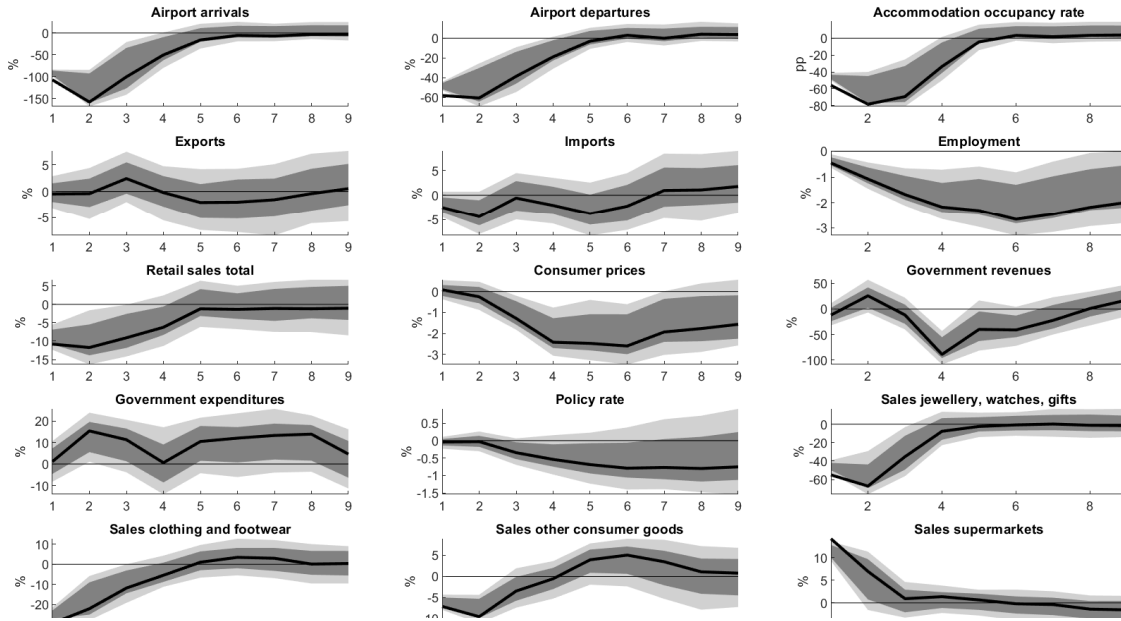 Airport arrivals
0
-50
-100
-150
%
1 2 3 4 5 6 7 8 9
Airport departures
0
-20
-40
-60
%
1 2 3 4 5 6 7 8 9
Accommodation occupancy rate
0
-20
-40
-60
-80
pp
2 4 6 8
Exports
5
0
-5
%
1 2 3 4 5 6 7 8 9
Imports
5
0
-5
%
1 2 3 4 5 6 7 8 9
Employment
0
-1
-2
-3
%
2 4 6 8
Retail sales total
5
0
-5
-10
-15
%
1 2 3 4 5 6 7 8 9
Consumer prices
0
-1
-2
-3
%
1 2 3 4 5 6 7 8 9
Government revenues
50
0
-50
-100
%
2 4 6 8
Government expenditures
20
10
0
-10
%
1 2 3 4 5 6 7 8 9
Policy rate
0.5
0
-0.5
-1
-1.5
%
1 2 3 4 5 6 7 8 9
Sales jewellery, watches, gifts
0
-20
-40
-60
%
2 4 6 8
Sales clothing and footwear
10
0
-10
-20
%
Sales other consumer goods
5
0
-5
-10
%
Sales supermarkets
10
5
0
%